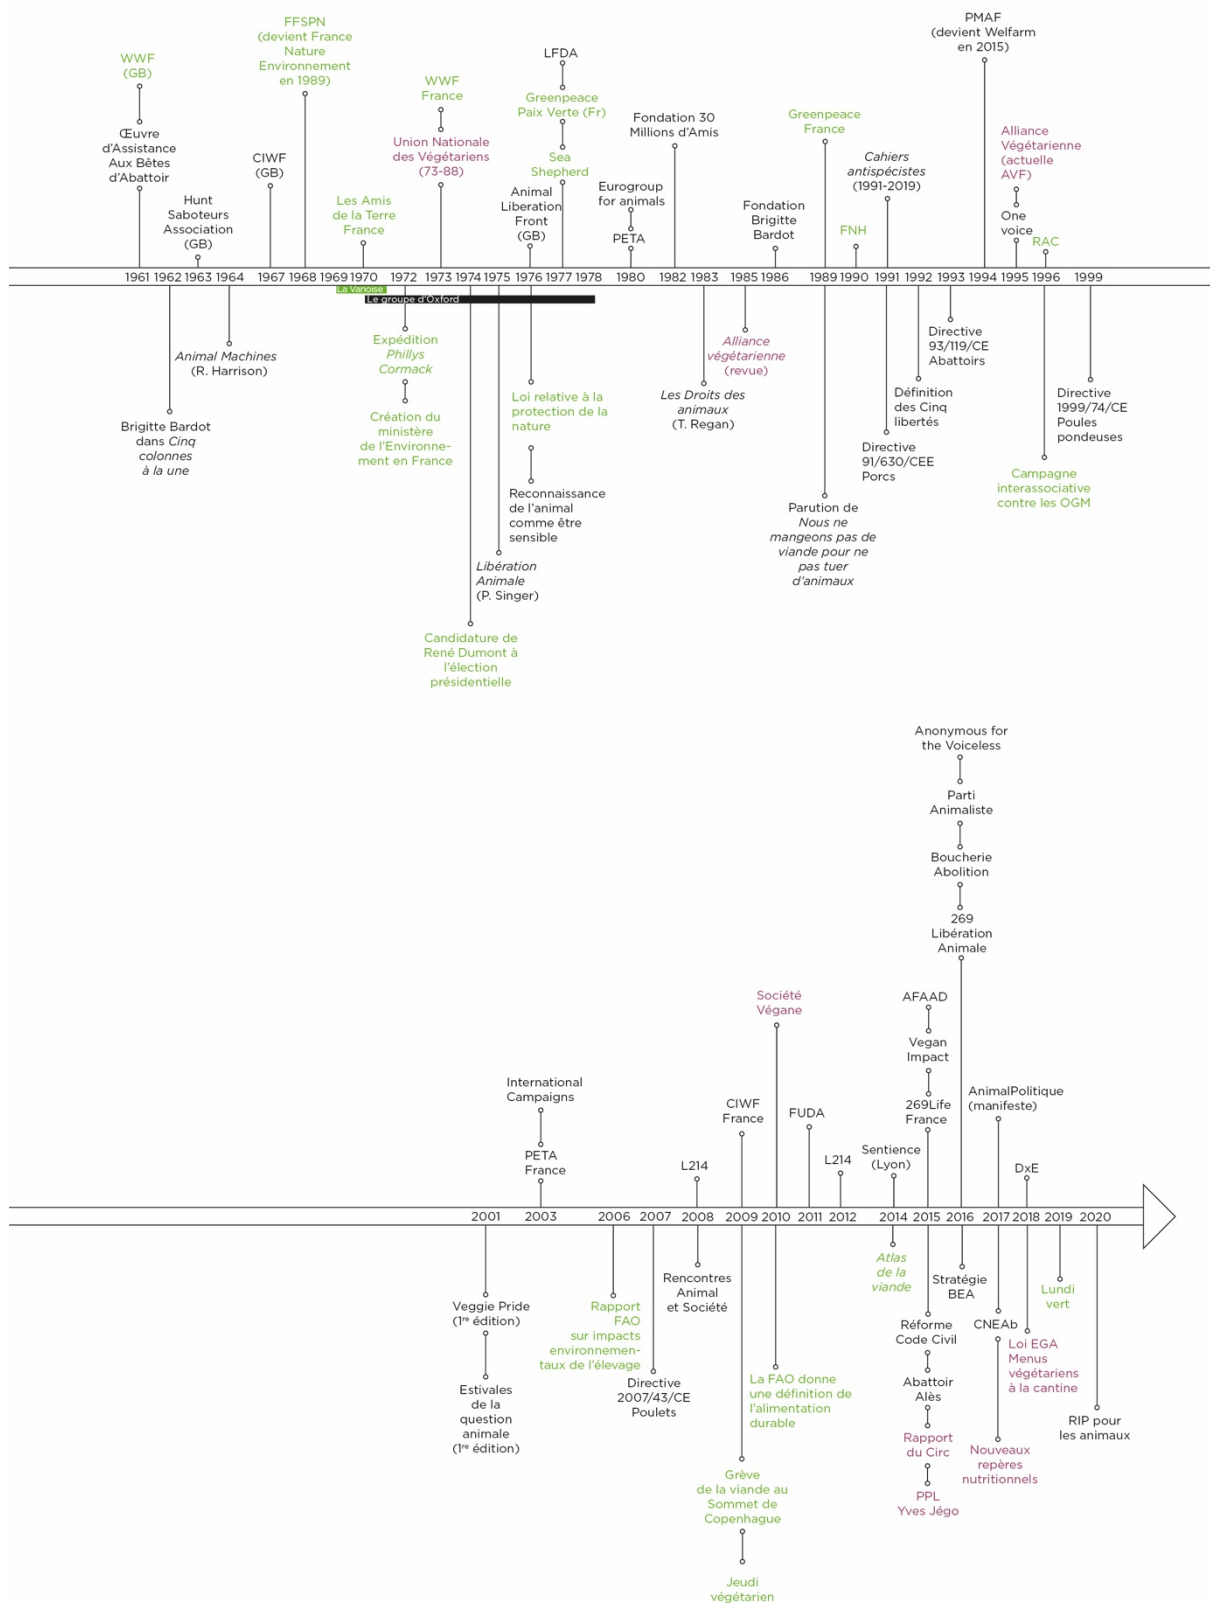 WWF
(GB)
Œuvre
d'Assistance
Aux Bêtes
d'Abattoir
Hunt
Saboteurs
Association
(GB)
CIWF
(GB)
FFSPN
(devient France
Nature
Environnement
en 1989)
Les Amis
de la Terre
France
WWF
France
Union Nationale
des Végétariens
(73-88)
LFDA
Greenpeace
Paix Verte (Fr)
Sea
Shepherd
Animal
Liberation
Front
(GB)
Eurogroup
for animals
PETA
Fondation 30
Millions d'Amis
Fondation
Brigitte
Bardot
Greenpeace
France
FNH
Cahiers
antispécistes
(1991-2019)
PMAF
(devient Welfarm
en 2015)
Alliance
Végétarienne
(actuelle
AVF)
One
voice
RAC
1961 1962 1963 1964 1967 1968 1969 1970 1972 1973 1974 1975 1976 1977 1978 1980 1982 1983 1985 1986 1989 1990 1991 1992 1993 1994 1995 1996 1999
La Vanoise
Le groupe d'Oxford
Brigitte Bardot
dans Cinq
colonnes
à la une
Animal Machines
(R. Harrison)
Expédition
Phillys
Cormack
Création du
ministère
de l'Environne-
ment en France
Candidature de
René Dumont à
l'élection
présidentielle
Libération
Animale
(P. Singer)
Loi relative à la
protection de la
nature
Reconnaissance
de l'animal
comme être
sensible
Les Droits des
animaux
(T. Regan)
Alliance
végétarienne
(revue)
Parution de
Nous ne
mangeons pas de
viande pour ne
pas tuer
d'animaux
Directive
91/630/CEE
Porcs
Définition
des Cinq
libertés
Directive
93/119/CE
Abattoirs
Campagne
interassociative
contre les OGM
Directive
1999/74/CE
Poules
pondeuses
International
Campaigns
PETA
France
L214
CIWF
France
Société
Végane
FUDA
L214
Sentience
(Lyon)
AFAAD
Vegan
Impact
269Life
France
Anonymous for
the Voiceless
Parti
Animaliste
Boucherie
Abolition
269
Libération
Animale
AnimalPolitique
(manifeste)
DxE
2001 2003 2006 2007 2008 2009 2010 2011 2012 2014 2015 2016 2017 2018 2019 2020
Veggie Pride
(1re édition)
Estivales
de la
question
animale
(1re édition)
Rapport
FAO
sur impacts
environnemen-
taux de l'élevage
Directive
2007/43/CE
Poulets
Rencontres
Animal
et Société
Grève
de la viande au
Sommet de
Copenhague
Jeudi
végétarien
La FAO donne
une définition de
l'alimentation
durable
Atlas
de la
viande
Réforme
Code Civil
Abattoir
Alès
Rapport
du Circ
PPL
Yves Jégo
Stratégie
BEA
CNEAb
Nouveaux
repères
nutritionnels
Loi EGA
Menus
végétariens
à la cantine
Lundi
vert
RIP pour
les animaux